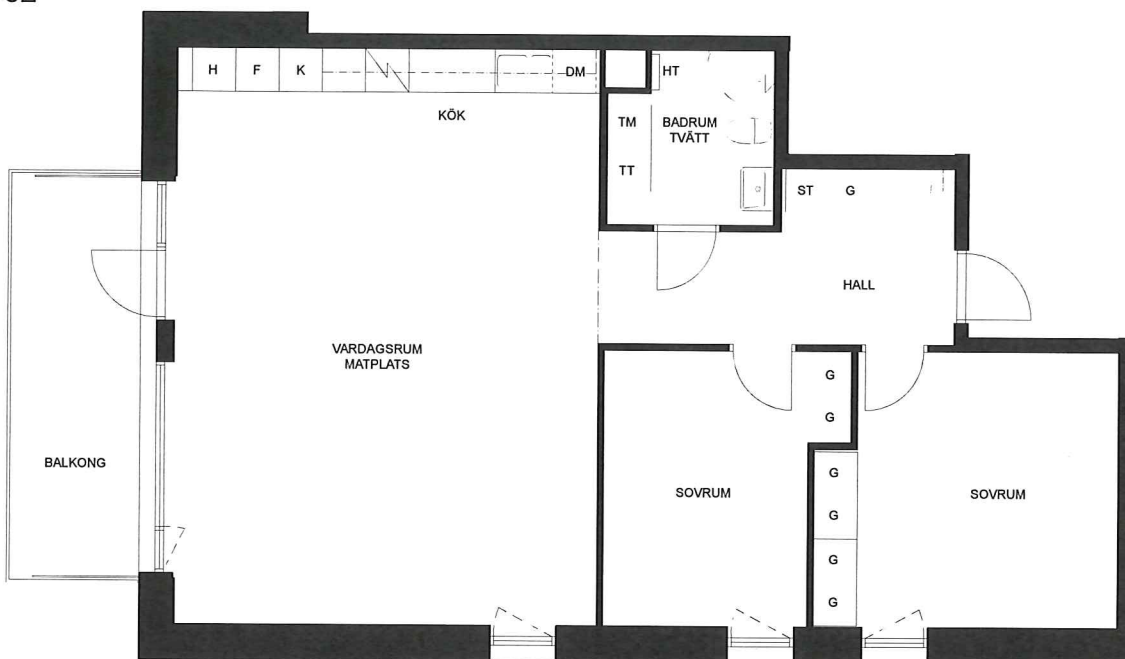 H F K DM
HT
KÖK
TM
BADRUM
TVÄTT
TT
ST G
HALL
VARDAGSRUM
MATPLATS
G
G
BALKONG
G
SOVRUM
SOVRUM
G
G
G